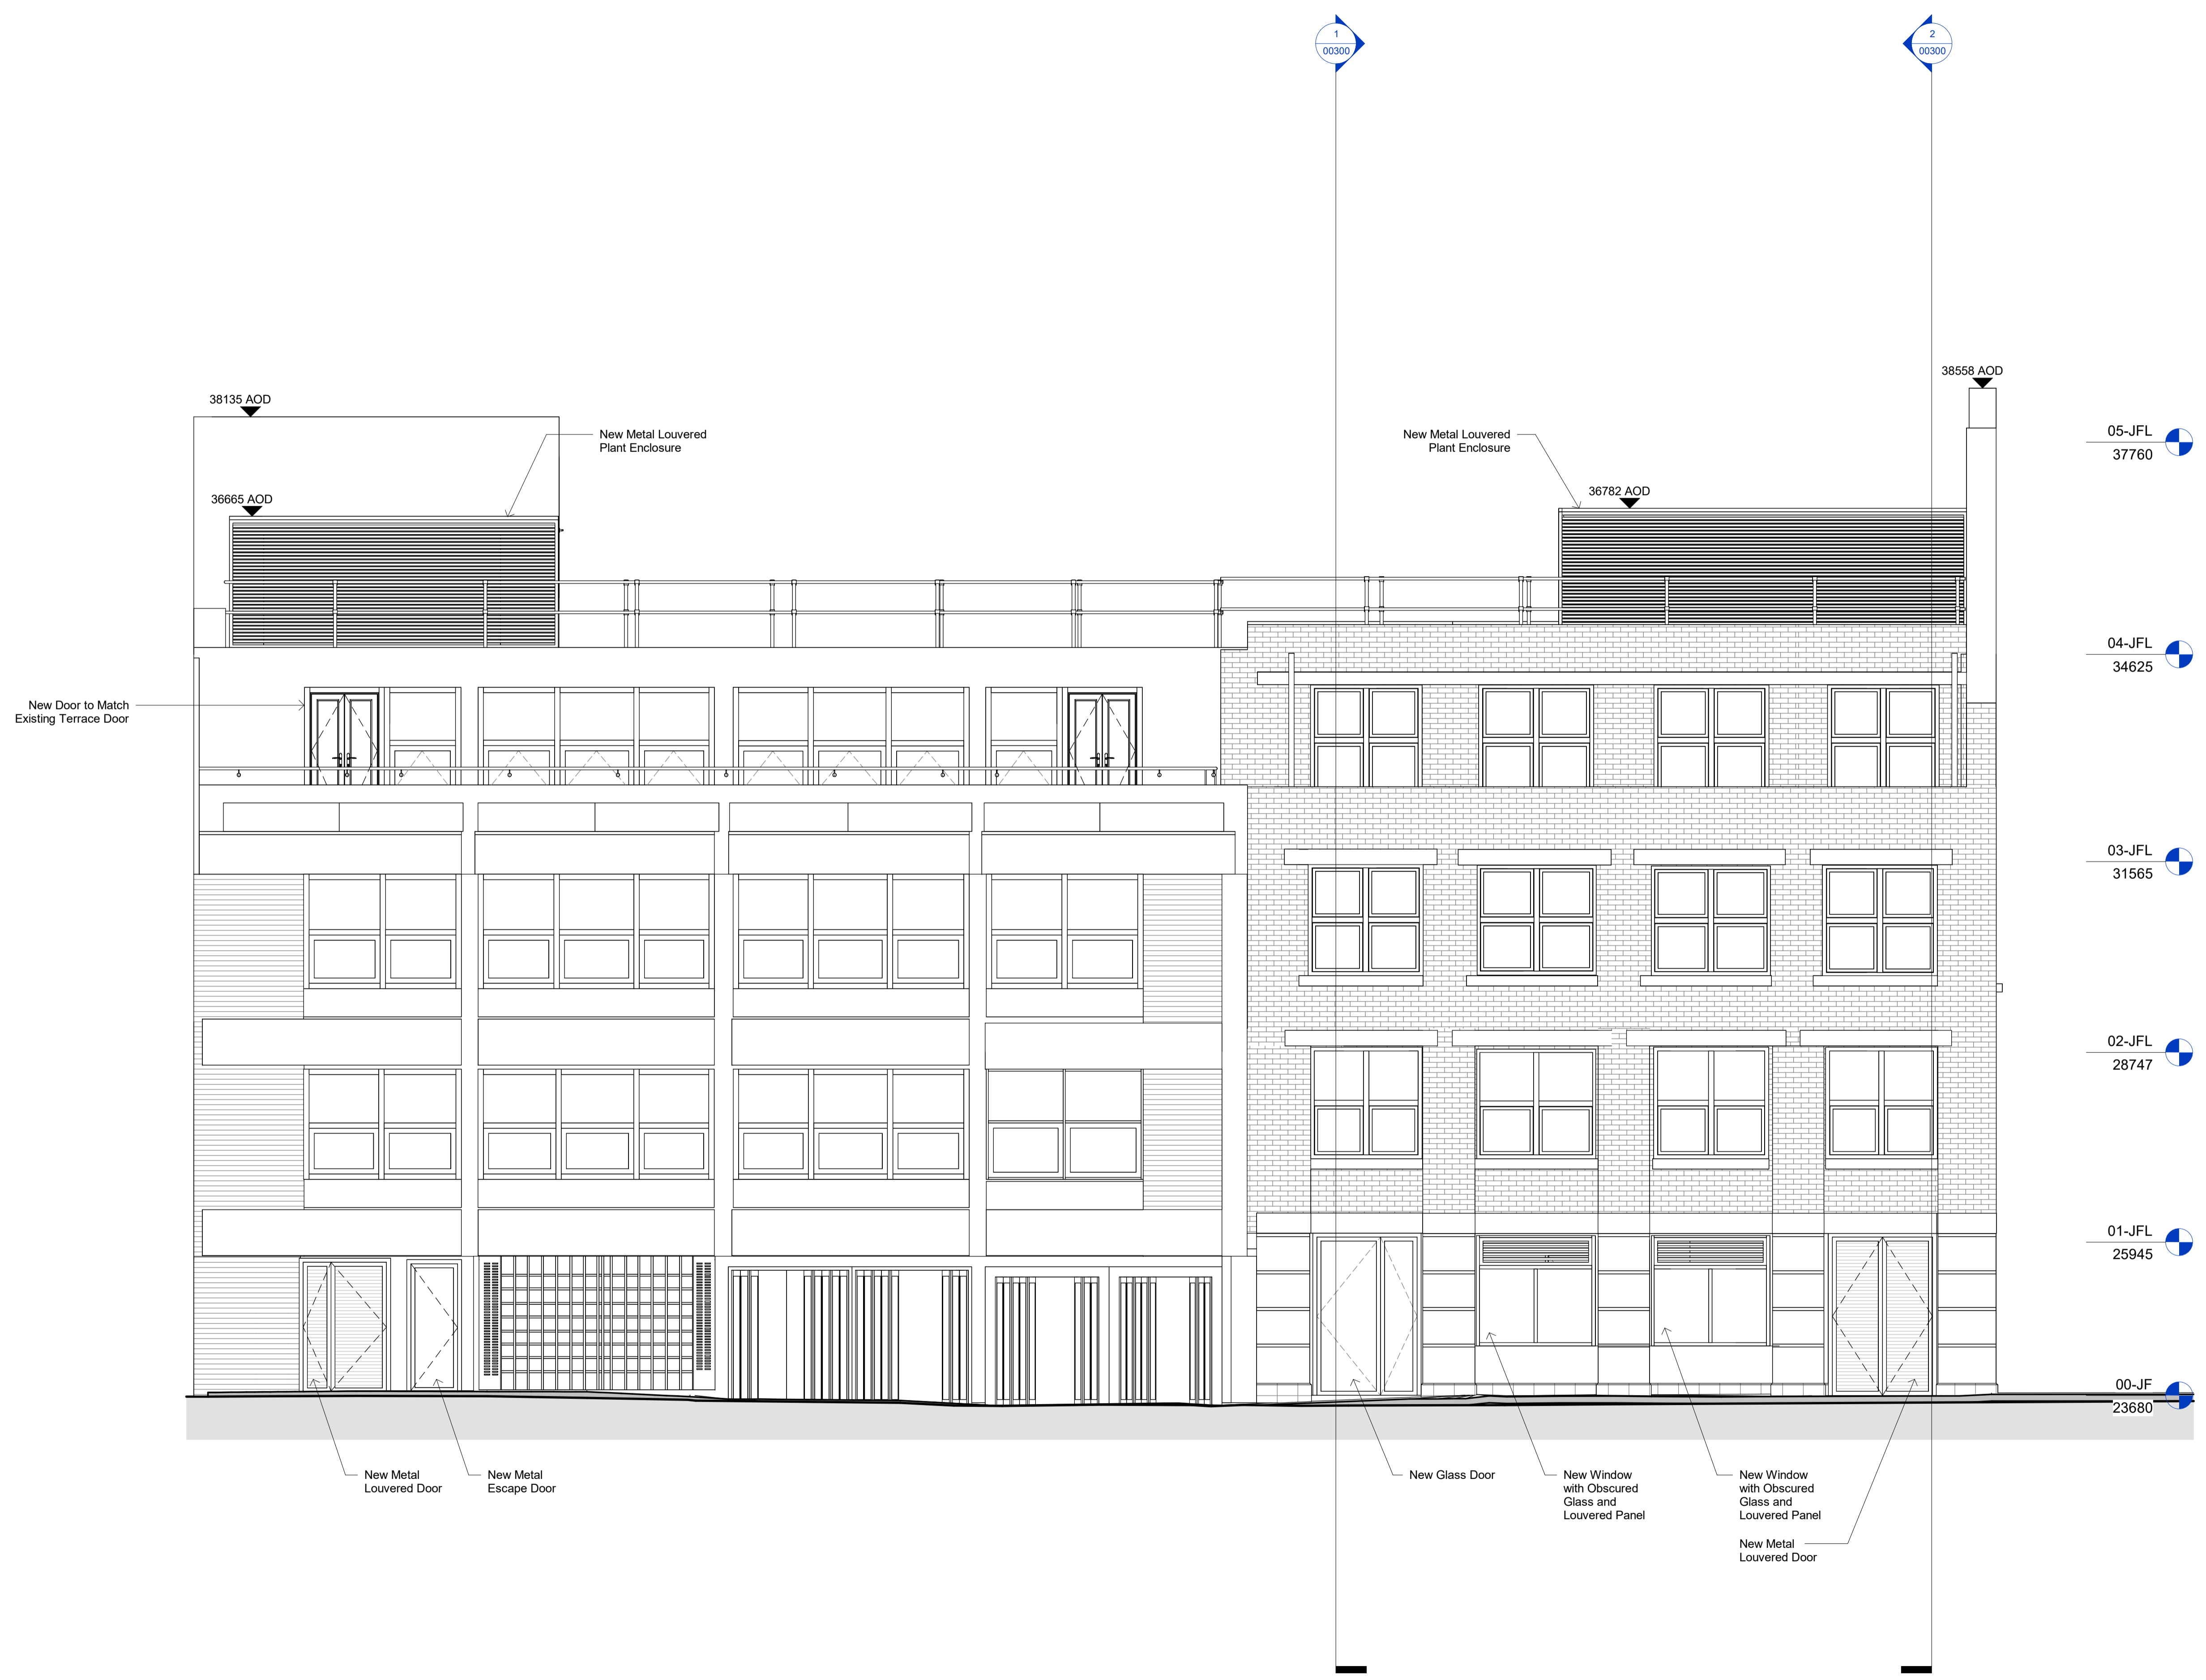 1
00300
2
00300
38558 AOD
38135 AOD
New Metal Louvered
Plant Enclosure
New Metal Louvered
Plant Enclosure
05-JFL
37760
36665 AOD
36782 AOD
04-JFL
34625
New Door to Match
Existing Terrace Door
03-JFL
31565
02-JFL
28747
01-JFL
25945
00-JF
23680
New Metal
Louvered Door
New Metal
Escape Door
New Glass Door
New Window
with Obscured
Glass and
Louvered Panel
New Window
with Obscured
Glass and
Louvered Panel
New Metal
Louvered Door